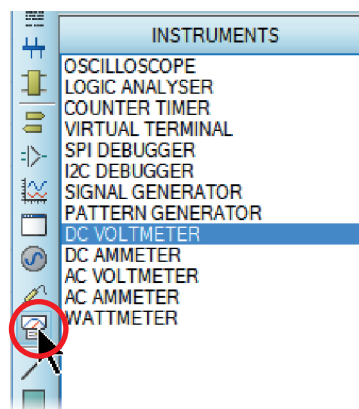 INSTRUMENTS
OSCILLOSCOPE
LOGIC ANALYSER
COUNTER TIMER
VIRTUAL TERMINAL
SPI DEBUGGER
I2C DEBUGGER
SIGNAL GENERATOR
PATTERN GENERATOR
DC VOLTMETER
DC AMMETER
AC VOLTMETER
AC AMMETER
WATTMETER